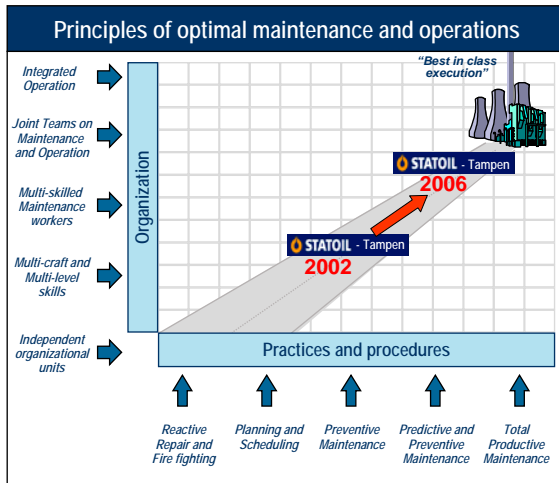 Principles of optimal maintenance and operations
"Best in class
execution"
Integrated
Operation
Joint Teams on
Maintenance
and Operation
Multi-skilled
Maintenance
workers
Multi-craft and
Multi-level
skills
Independent
organizational
units
Organization
STATOIL - Tampen
2006
STATOIL - Tampen
2002
Practices and procedures
Reactive
Repair and
Fire fighting
Planning and
Scheduling
Preventive
Maintenance
Predictive and
Preventive
Maintenance
Total
Productive
Maintenance